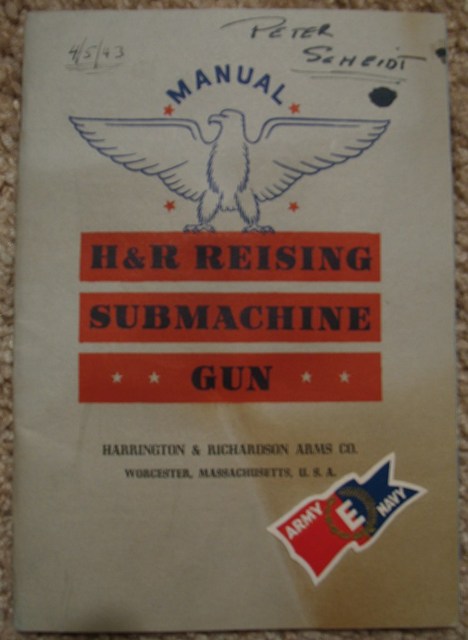 4/5/43
PETER
SCHEIDT
MANUAL
H&R REISING
SUBMACHINE
GUN
HARRINGTON & RICHARDSON ARMS CO.
WORCESTER, MASSACHUSETTS, U. S. A.
ARMY E NAVY